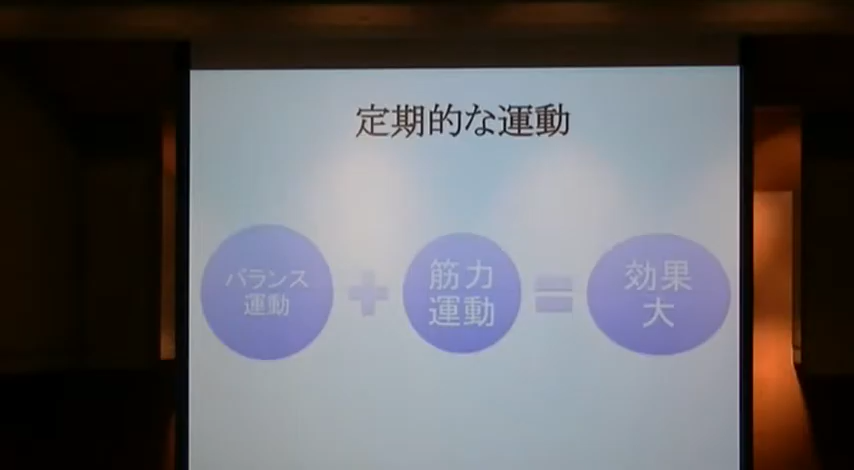 定期的な運動
バランス
運動
+
筋力
運動
=
効果
大